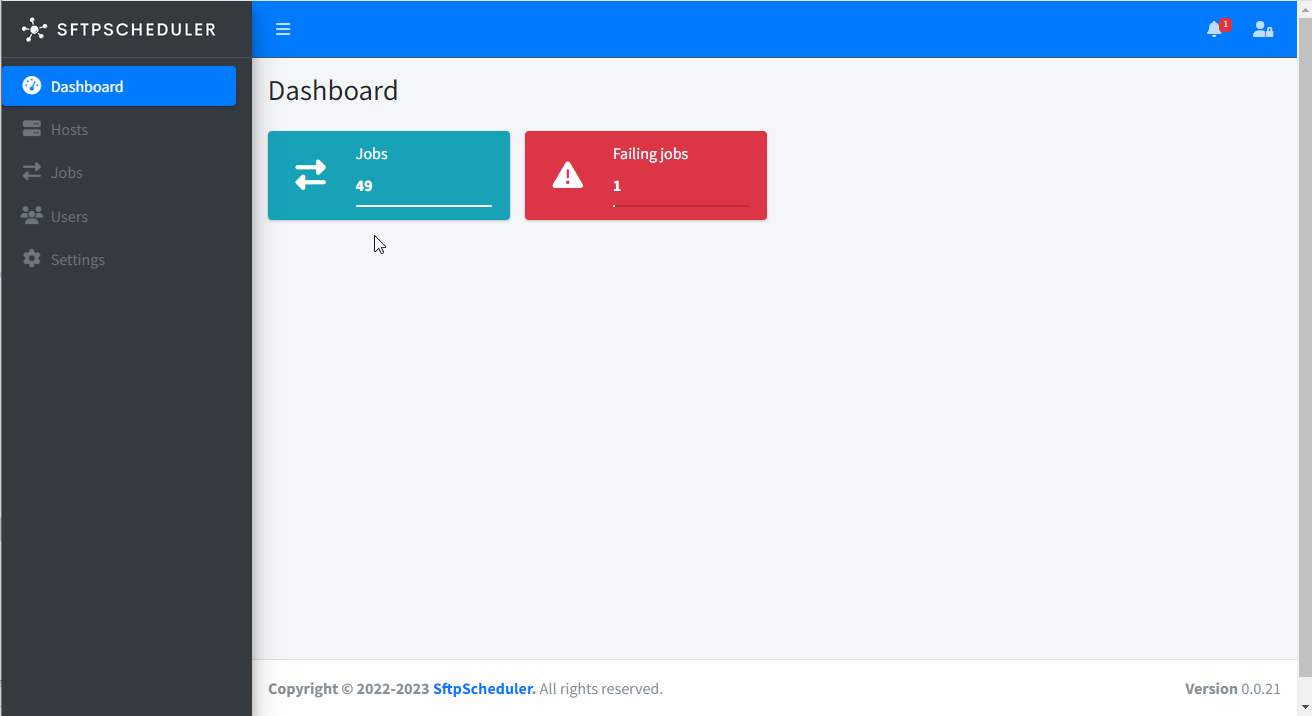 SFTPSCHEDULER
1
Dashboard
Hosts
Jobs
Users
Settings
Dashboard
Jobs
49
Failing jobs
1
Copyright © 2022-2023 SftpScheduler. All rights reserved.
Version 0.0.21